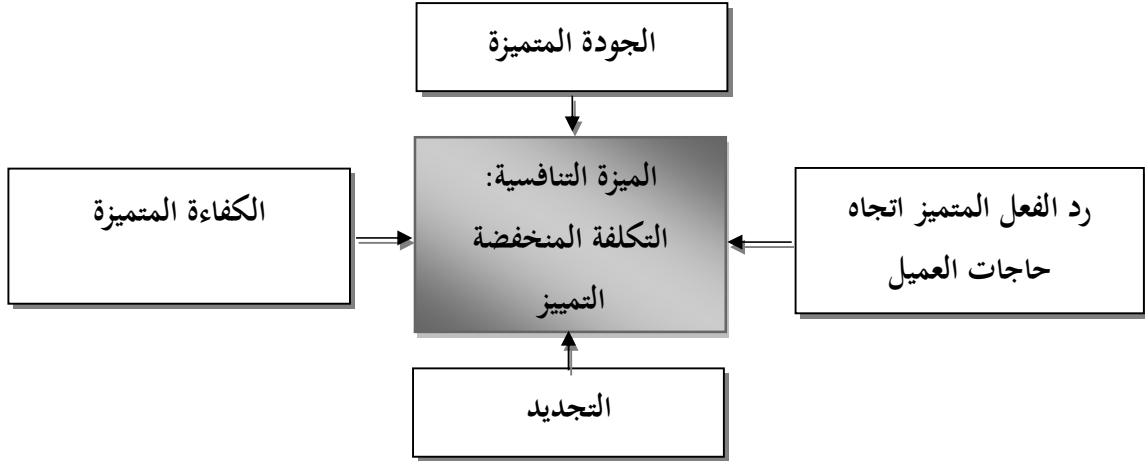 الجودة المتميزة
الميزة التنافسية:
التكلفة المنخفضة
التمييز
رد الفعل المتميز اتجاه
حاجات العميل
الكفاءة المتميزة
التجديد